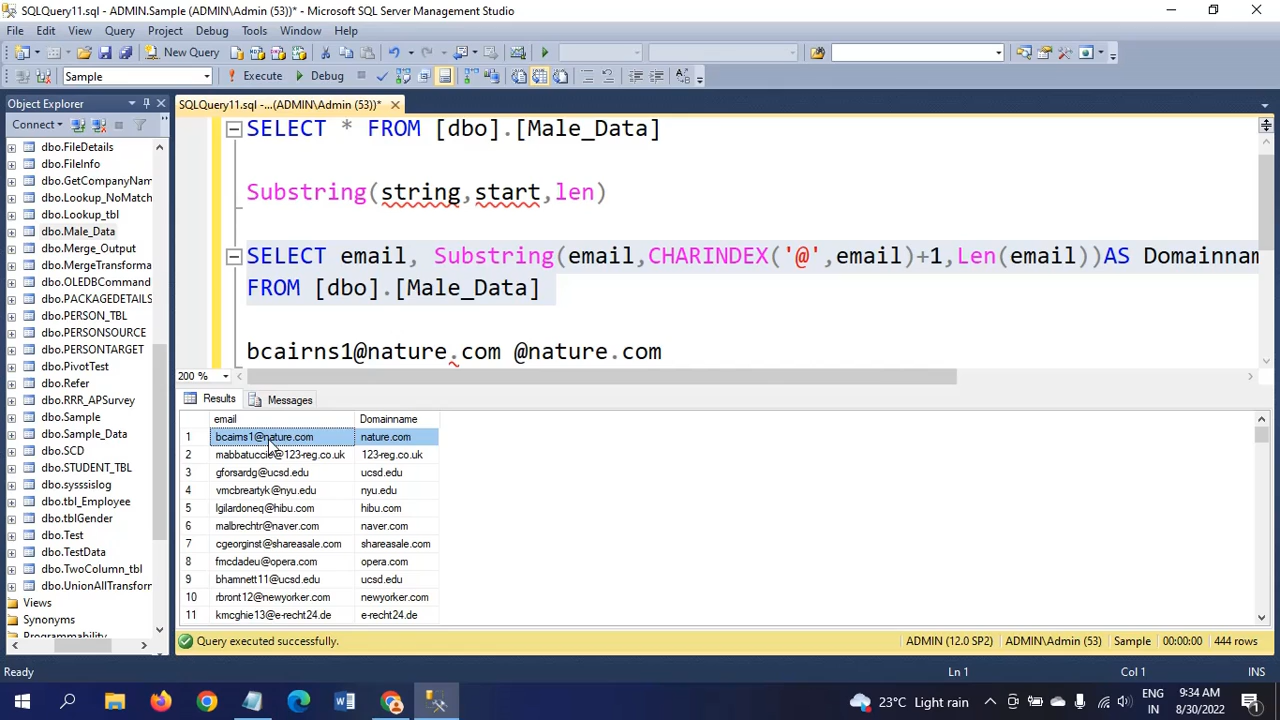 SQLQuery11.sql - ADMIN.Sample (ADMIN\Admin (53))* - Microsoft SQL Server Management Studio
File Edit View Query Project Debug Tools Window Help
New Query
Sample Execute Debug
Object Explorer
Connect
dbo.FileDetails
dbo.FileInfo
dbo.GetCompanyNam
dbo.Lookup_NoMatch
dbo.Lookup_tbl
dbo.Male_Data
dbo.Merge_Output
dbo.MergeTransforma
dbo.OLEDBCommand
dbo.PACKAGEDETAILS
dbo.PERSON_TBL
dbo.PERSONSOURCE
dbo.PERSONTARGET
dbo.PivotTest
dbo.Refer
dbo.RRR_APSurvey
dbo.Sample
dbo.Sample_Data
dbo.SCD
dbo.STUDENT_TBL
dbo.sysssislog
dbo.tbl_Employee
dbo.tblGender
dbo.Test
dbo.TestData
dbo.TwoColumn_tbl
dbo.UnionAllTransform
Views
Synonyms
Programmability
SQLQuery11.sql -...(ADMIN\Admin (53))*
SELECT * FROM [dbo].[Male_Data]
Substring(string,start,len)
SELECT email, Substring(email,CHARINDEX('@',email)+1,Len(email))AS Domainnam
FROM [dbo].[Male_Data]
bcairns1@nature.com @nature.com
200 %
Results Messages
email Domainname
1 bcairns1@nature.com nature.com
2 @123-reg.co.uk 123-reg.co.uk
3 gforsardg@ucsd.edu ucsd.edu
4 vmcbreartyk@nyu.edu nyu.edu
5 lgilardoneq@hibu.com hibu.com
6 malbrechtr@naver.com naver.com
7 cgeorginst@shareasale.com shareasale.com
8 fmcdadeu@opera.com opera.com
9 bhamnett11@ucsd.edu ucsd.edu
10 rbront12@newyorker.com newyorker.com
11 kmcghie13@e-recht24.de e-recht24.de
Query executed successfully. ADMIN (12.0 SP2) ADMIN\Admin (53) Sample 00:00:00 444 rows
Ready Ln 1 Col 1 INS
23°C Light rain ENG IN 9:34 AM 8/30/2022